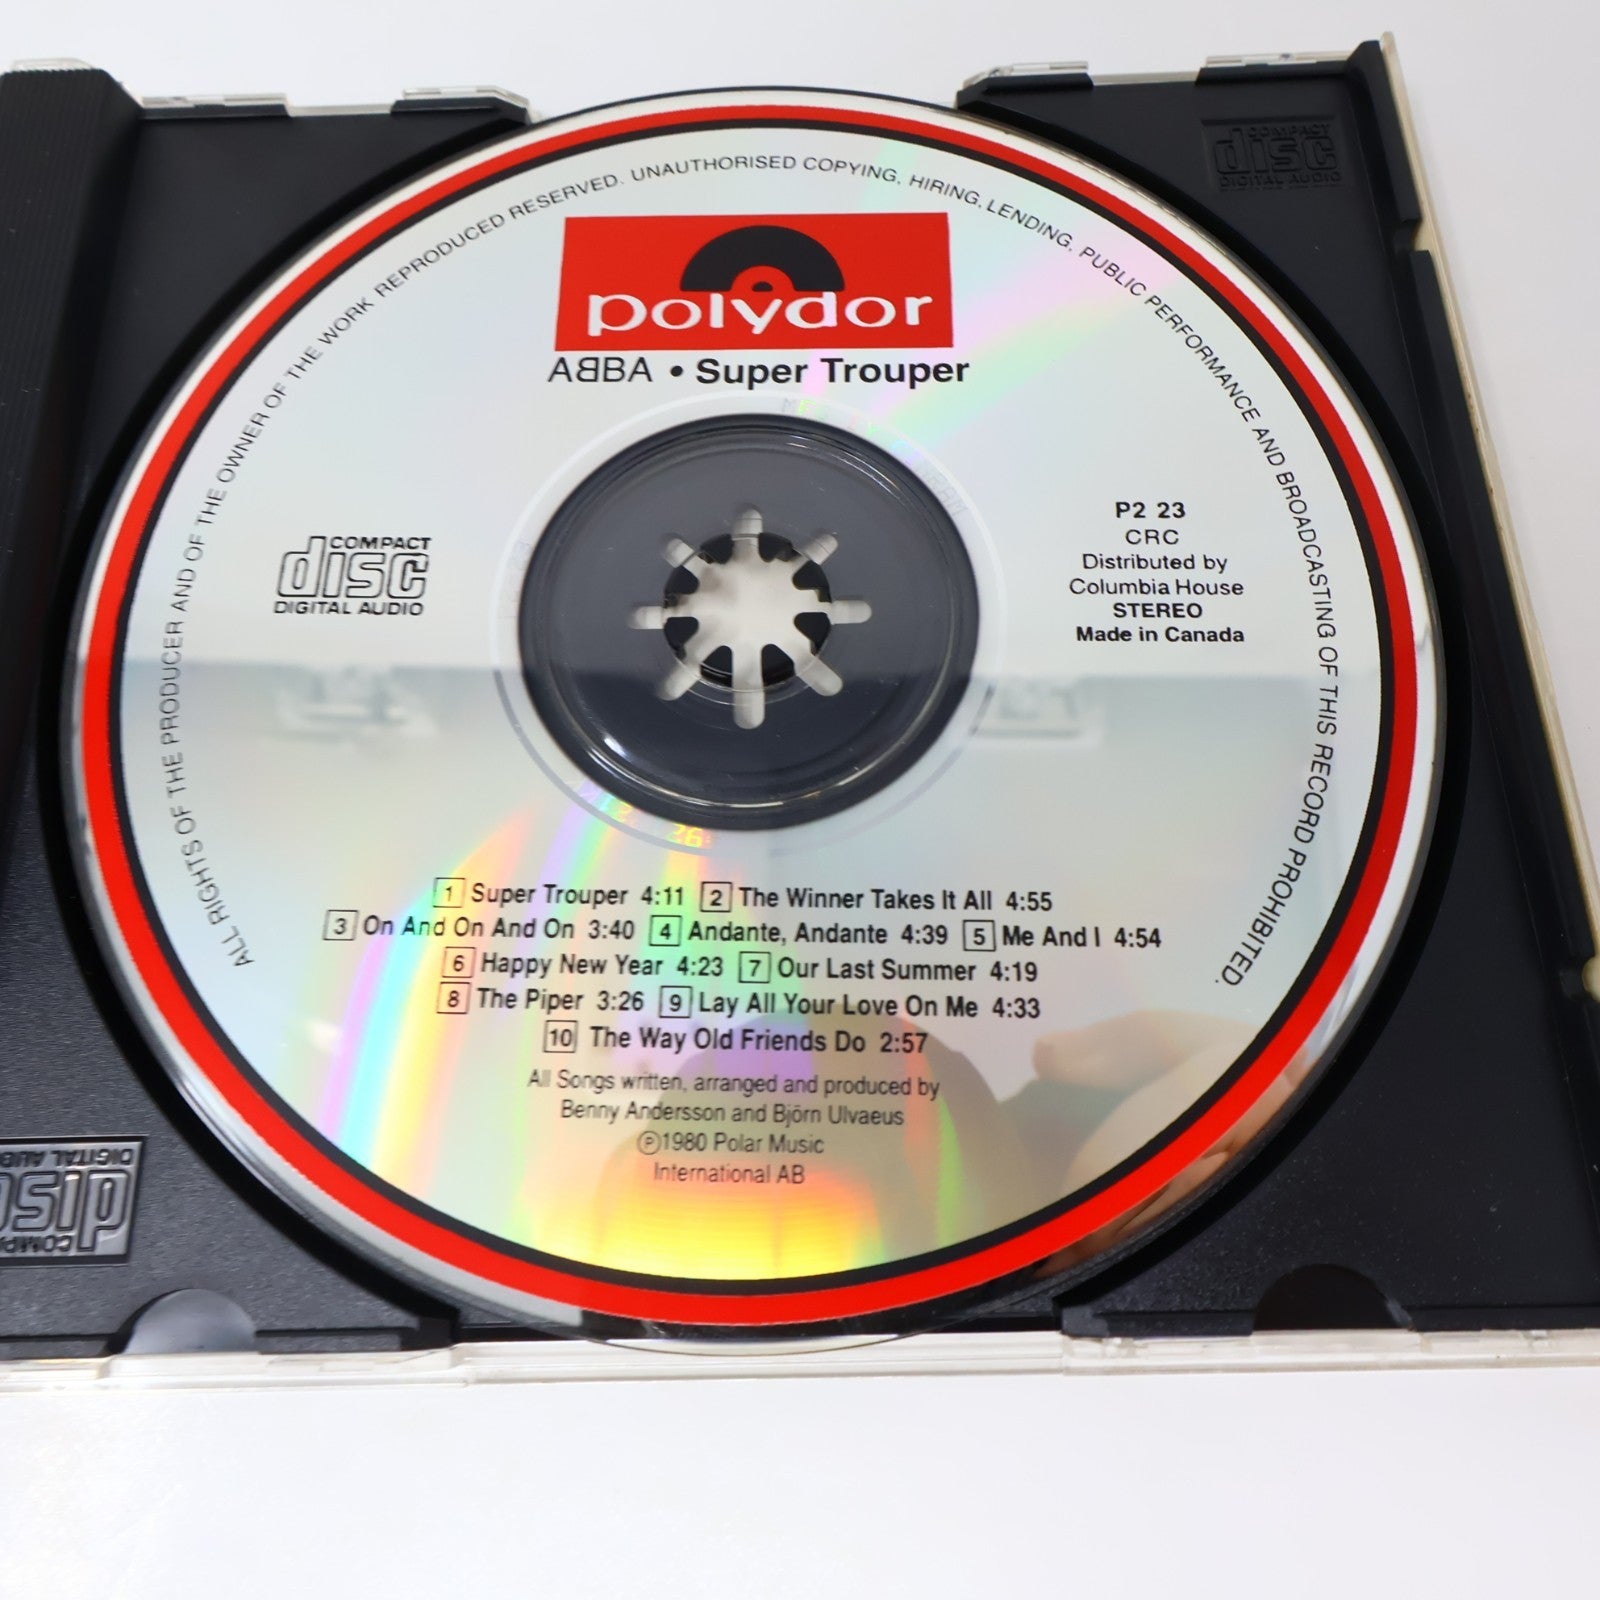 ALL RIGHTS OF THE PRODUCER AND OF THE OWNER OF THE WORK REPRODUCED RESERVED. UNAUTHORISED COPYING, HIRING, LENDING, PUBLIC PERFORMANCE AND BROADCASTING OF THIS RECORD PROHIBITED.
polydor
ABBA • Super Trouper
COMPACT
disc
DIGITAL AUDIO
P2 23
CRC
Distributed by
Columbia House
STEREO
Made in Canada
1 Super Trouper 4:11 2 The Winner Takes It All 4:55
3 On And On And On 3:40 4 Andante, Andante 4:39 5 Me And I 4:54
6 Happy New Year 4:23 7 Our Last Summer 4:19
8 The Piper 3:26 9 Lay All Your Love On Me 4:33
10 The Way Old Friends Do 2:57
All Songs written, arranged and produced by
Benny Andersson and Björn Ulvaeus
℗1980 Polar Music
International AB
COMPACT
disc
DIGITAL AUDIO
disc